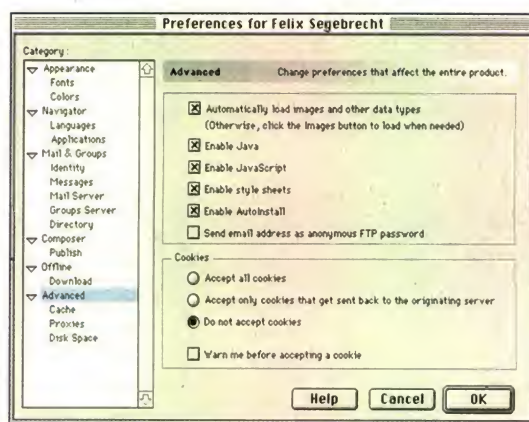 Preferences for Felix Segebrecht
Category:
Appearance
Fonts
Colors
Navigator
Languages
Applications
Mail & Groups
Identity
Messages
Mail Server
Groups Server
Directory
Composer
Publish
Offline
Download
Advanced
Cache
Proxies
Disk Space
Advanced Change preferences that affect the entire product.
Automatically load images and other data types
(Otherwise, click the Images button to load when needed)
Enable Java
Enable JavaScript
Enable style sheets
Enable AutoInstall
Send email address as anonymous FTP password
Cookies
Accept all cookies
Accept only cookies that get sent back to the originating server
Do not accept cookies
Warn me before accepting a cookie
Help Cancel OK